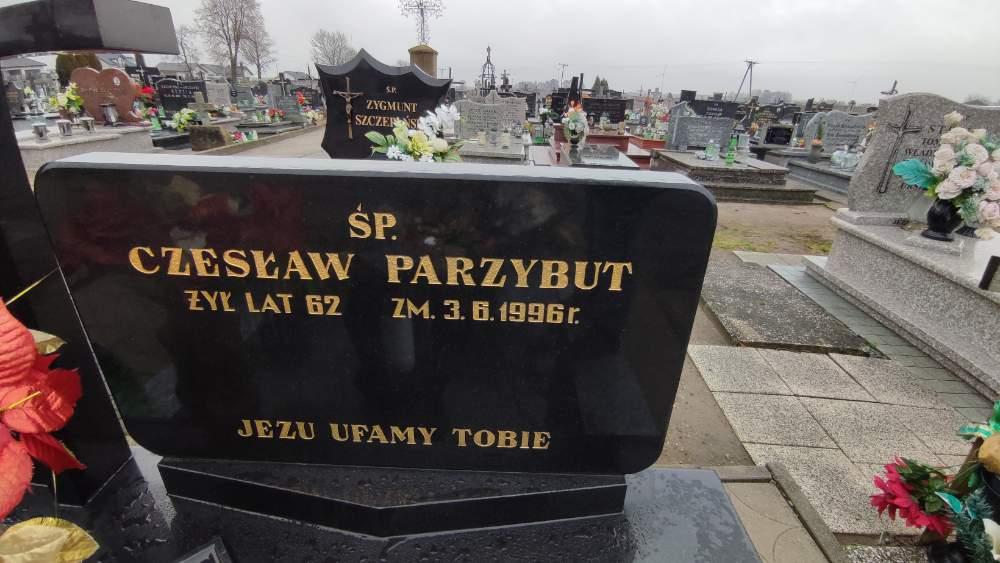 Ś.P.
ZYGMUNT
ŚP.
CZESŁAW PARZYBUT
ŻYŁ LAT 62 ZM. 3.6.1996r.
JEZU UFAMY TOBIE